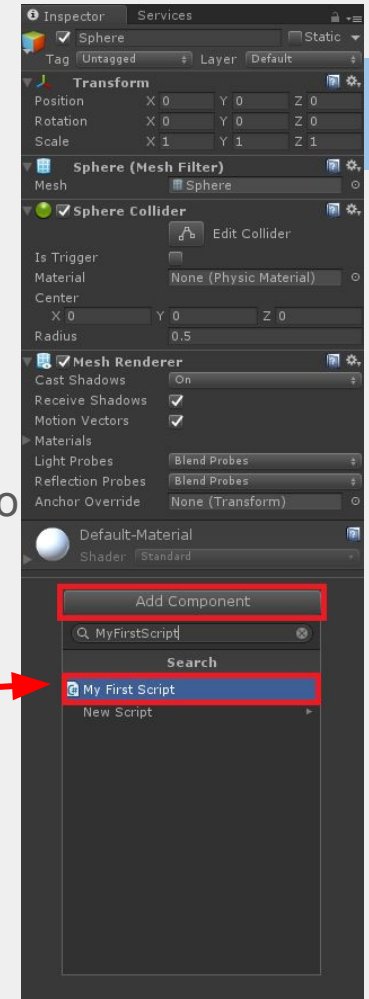 Inspector Services
Sphere Static
Tag Untagged Layer Default
Transform
Position X 0 Y 0 Z 0
Rotation X 0 Y 0 Z 0
Scale X 1 Y 1 Z 1
Sphere (Mesh Filter)
Mesh Sphere
Sphere Collider
Edit Collider
Is Trigger
Material None (Physic Material)
Center
X 0 Y 0 Z 0
Radius 0.5
Mesh Renderer
Cast Shadows On
Receive Shadows
Motion Vectors
Materials
Light Probes Blend Probes
Reflection Probes Blend Probes
o
Anchor Override None (Transform)
Default-Material
Shader Standard
Add Component
MyFirstScript
Search
My First Script
New Script